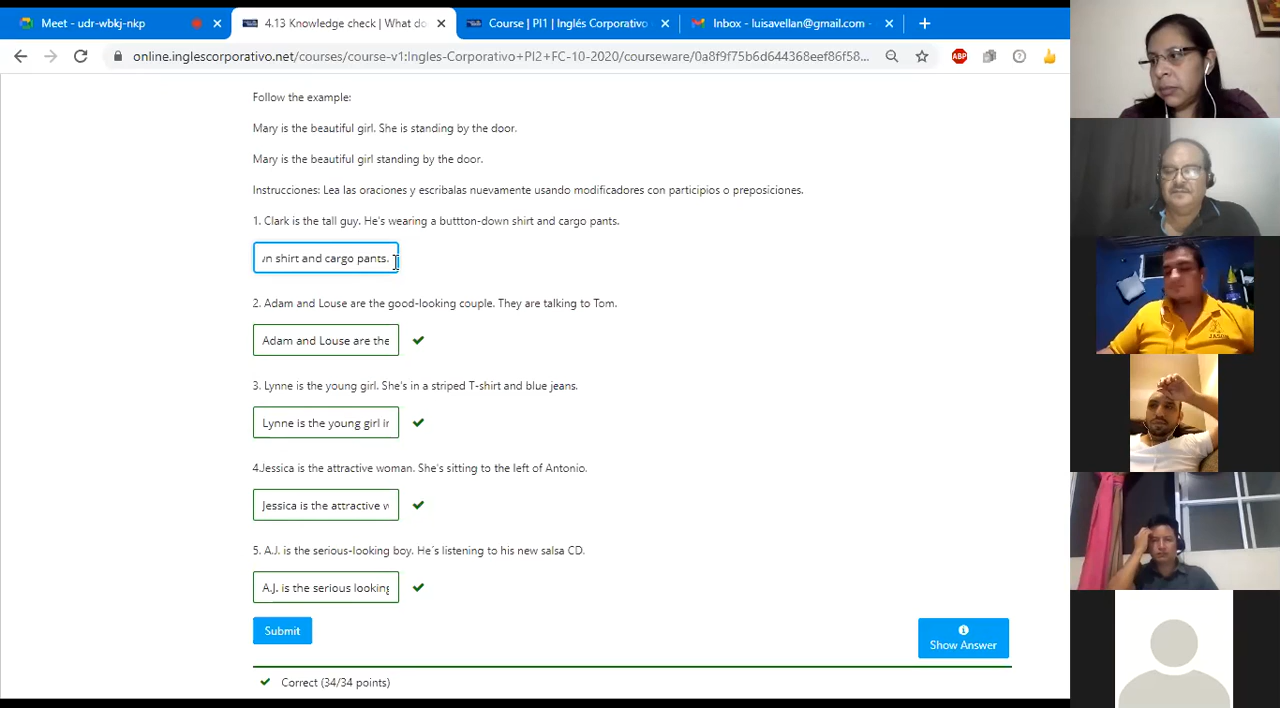 Meet - udr-wbkj-nkp
4.13 Knowledge check | What do
Course | PI1 | Inglés Corporativo
Inbox - luisavellan@gmail.com -
online.inglescorporativo.net/courses/course-v1:Ingles-Corporativo+PI2+FC-10-2020/courseware/0a8f9f75b6d644368eef86f58...
ABP
Follow the example:
Mary is the beautiful girl. She is standing by the door.
Mary is the beautiful girl standing by the door.
Instrucciones: Lea las oraciones y escribalas nuevamente usando modificadores con participios o preposiciones.
1. Clark is the tall guy. He's wearing a buttton-down shirt and cargo pants.
vn shirt and cargo pants.
2. Adam and Louse are the good-looking couple. They are talking to Tom.
Adam and Louse are the
3. Lynne is the young girl. She's in a striped T-shirt and blue jeans.
Lynne is the young girl in
4.Jessica is the attractive woman. She's sitting to the left of Antonio.
Jessica is the attractive w
5. A.J. is the serious-looking boy. He´s listening to his new salsa CD.
A.J. is the serious looking
Submit
Show Answer
Correct (34/34 points)